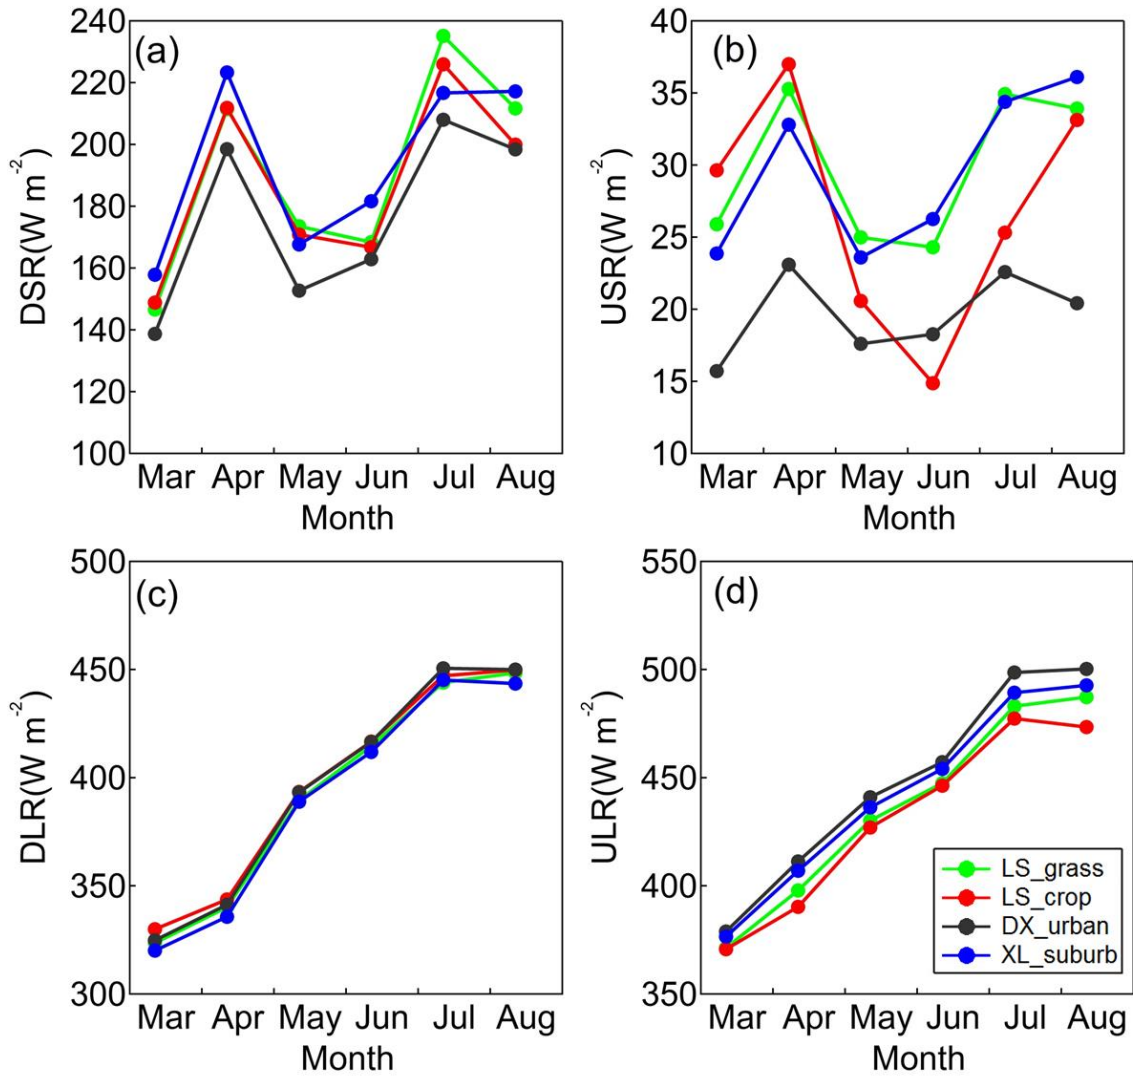 (a)
DSR(W m-2)
240
220
200
180
160
140
120
100
Mar Apr May Jun Jul Aug
Month
(b)
USR(W m-2)
40
35
30
25
20
15
10
Mar Apr May Jun Jul Aug
Month
(c)
DLR(W m-2)
500
450
400
350
300
Mar Apr May Jun Jul Aug
Month
(d)
ULR(W m-2)
550
500
450
400
350
LS_grass
LS_crop
DX_urban
XL_suburb
Mar Apr May Jun Jul Aug
Month